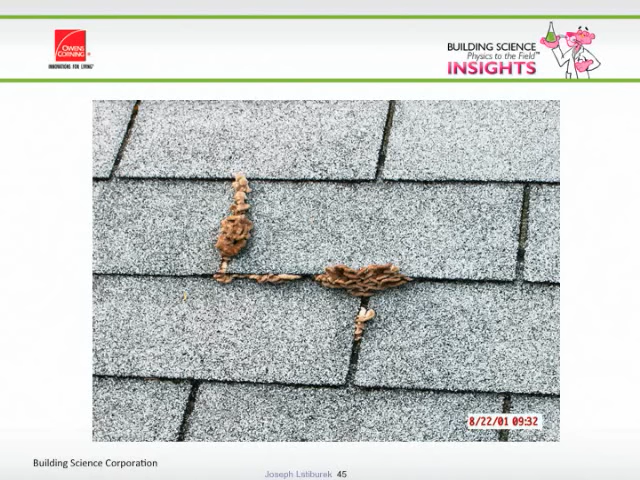 OWENS
CORNING
INNOVATIONS FOR LIVING
BUILDING SCIENCE
Physics to the Field™
INSIGHTS
8/22/01 09:32
Building Science Corporation
Joseph Lstiburek 45